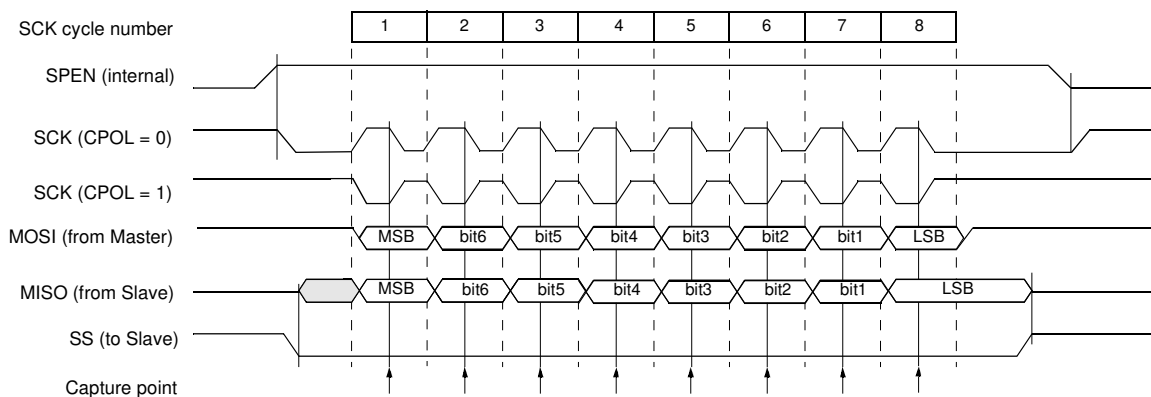 SCK cycle number 1 2 3 4 5 6 7 8
SPEN (internal)
SCK (CPOL = 0)
SCK (CPOL = 1)
MOSI (from Master) MSB bit6 bit5 bit4 bit3 bit2 bit1 LSB
MISO (from Slave) MSB bit6 bit5 bit4 bit3 bit2 bit1 LSB
SS (to Slave)
Capture point